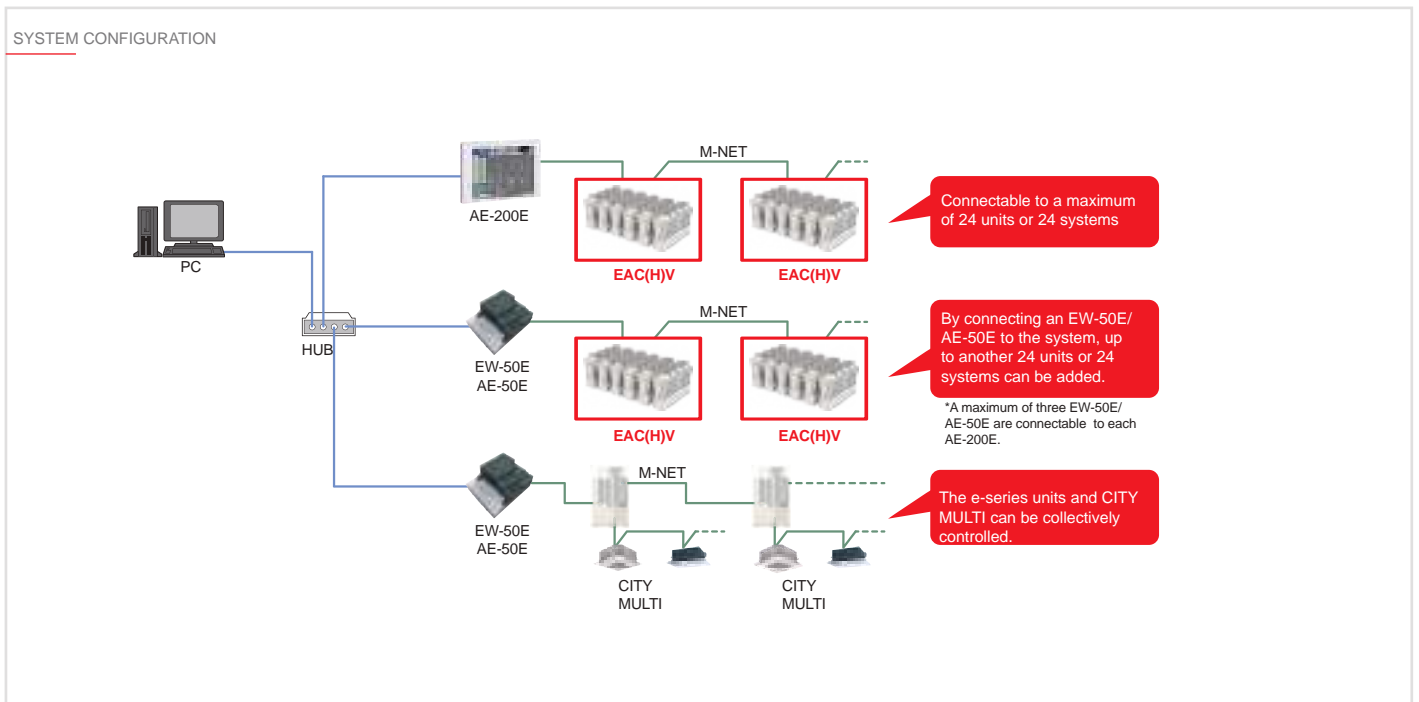 SYSTEM CONFIGURATION
M-NET
AE-200E
EAC(H)V
EAC(H)V
Connectable to a maximum
of 24 units or 24 systems
PC
HUB
M-NET
EW-50E
AE-50E
EAC(H)V
EAC(H)V
By connecting an EW-50E/
AE-50E to the system, up
to another 24 units or 24
systems can be added.
*A maximum of three EW-50E/
AE-50E are connectable to each
AE-200E.
M-NET
EW-50E
AE-50E
CITY
MULTI
CITY
MULTI
The e-series units and CITY
MULTI can be collectively
controlled.